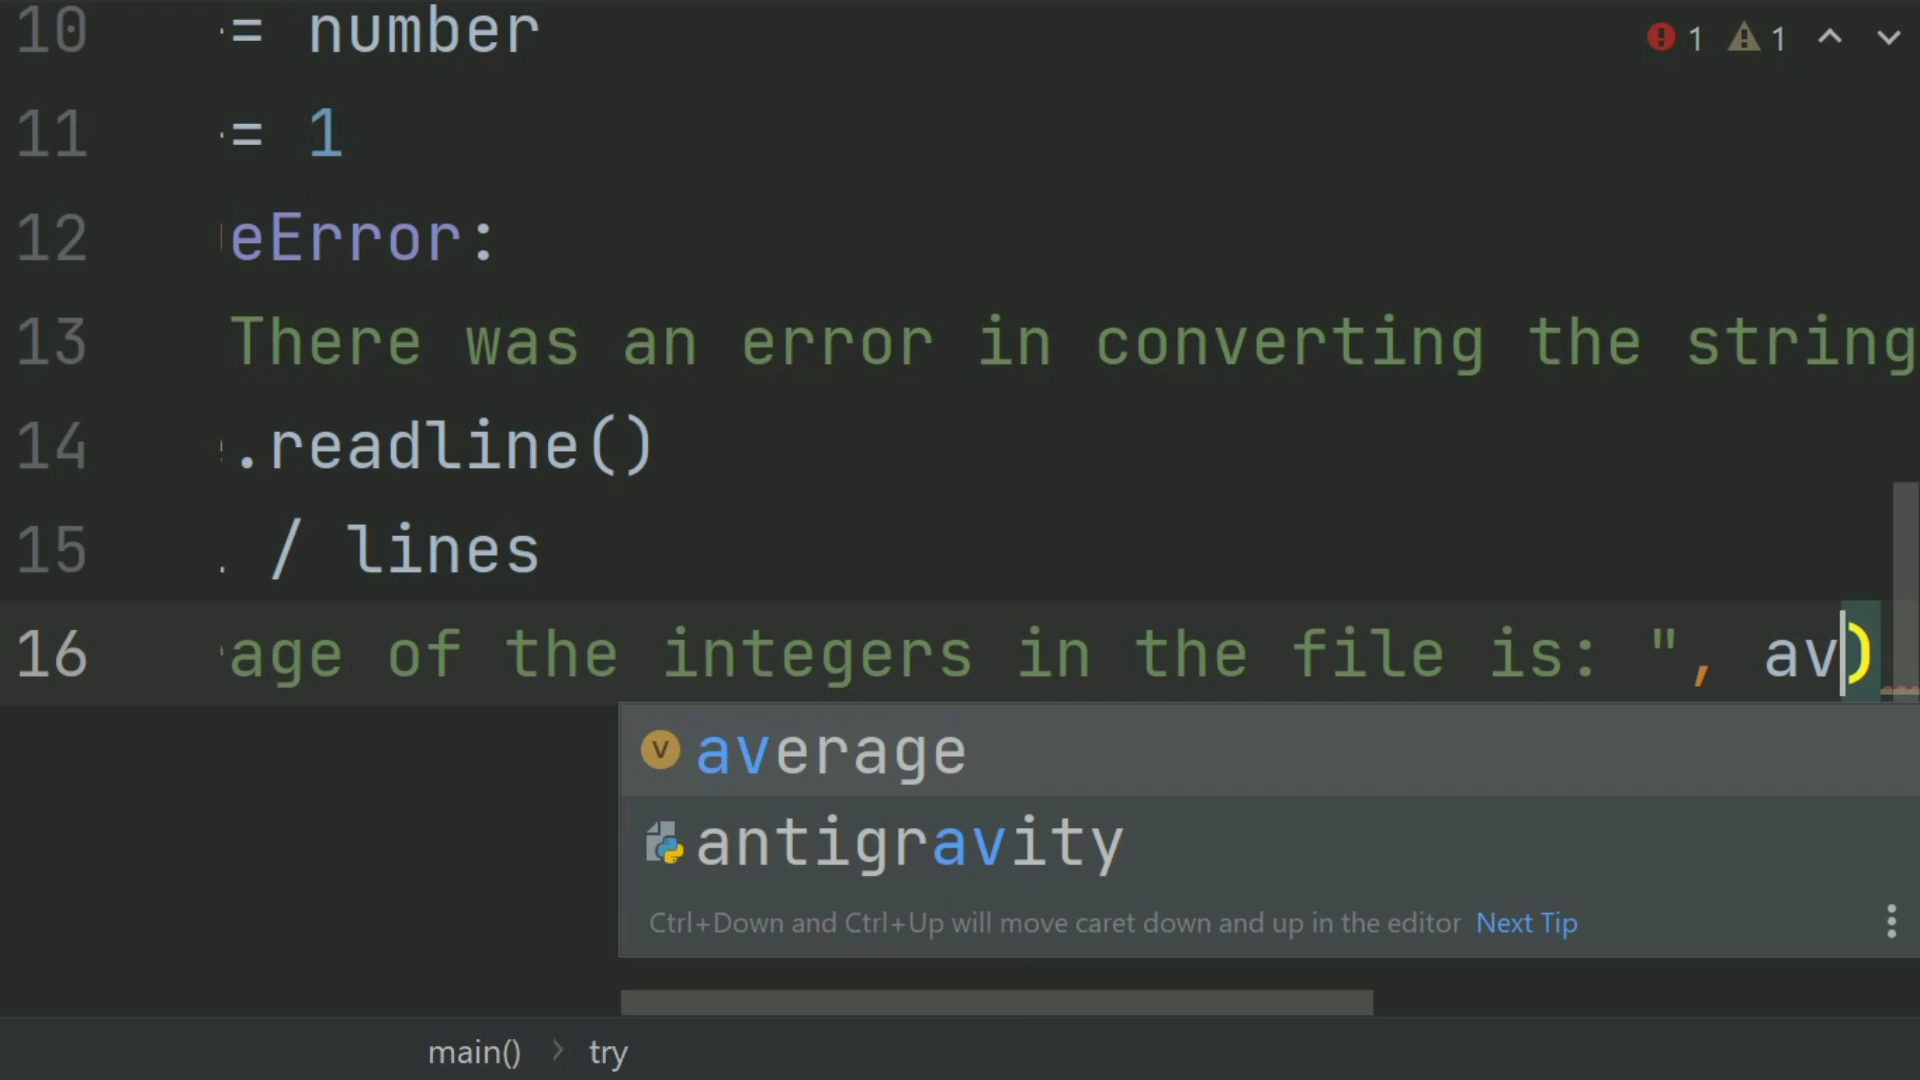 10 = number
1 1
11 = 1
12 eError:
13 There was an error in converting the string
14 .readline()
15 / lines
16 age of the integers in the file is: ", av)
average
antigravity
Ctrl+Down and Ctrl+Up will move caret down and up in the editor Next Tip
main() > try